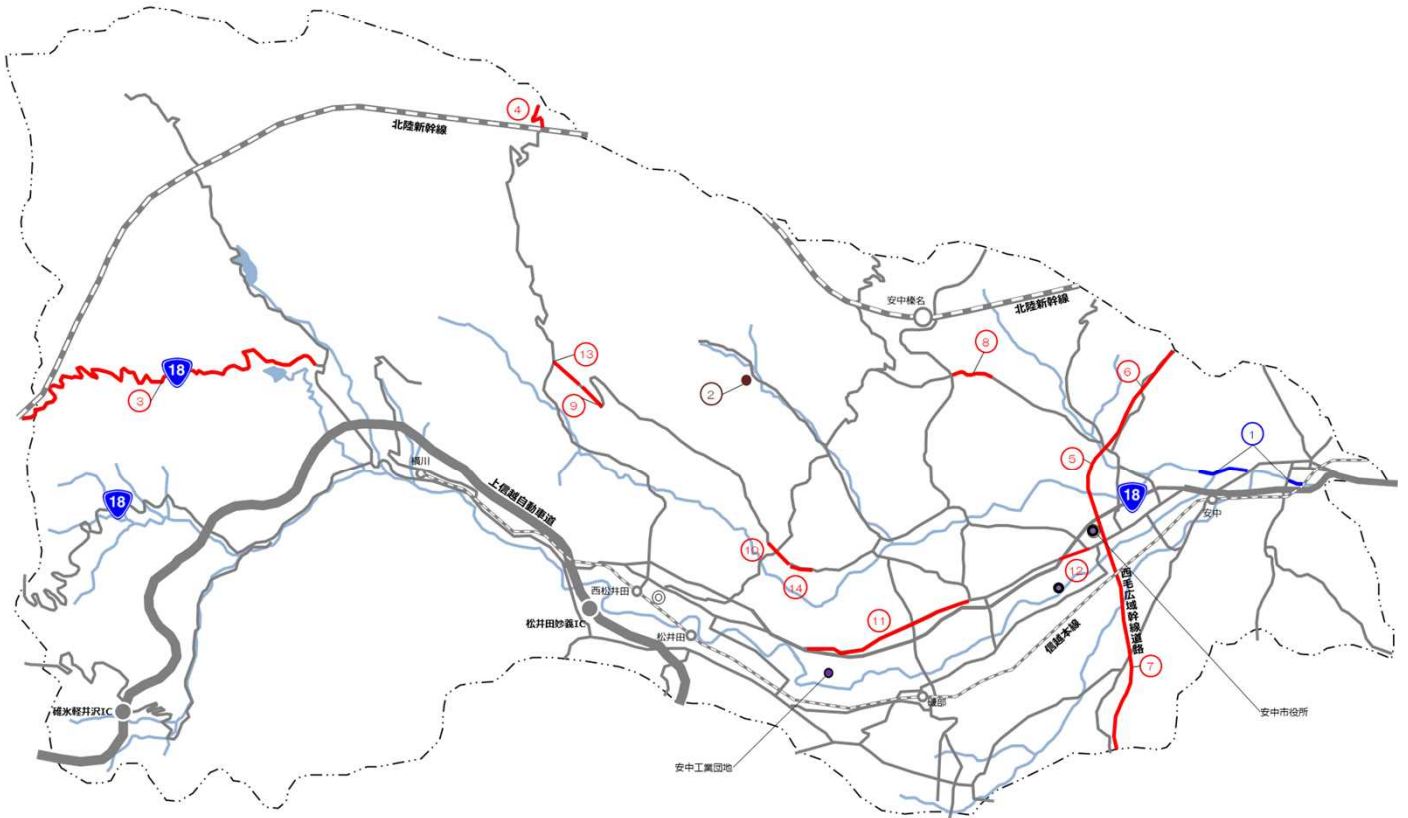 ④
北陸新幹線
安中榛名
北陸新幹線
⑬
⑧
18
⑥
②
③
⑨
①
横川
⑤
上信越自動車道
18
18
安中
⑩
⑫
⑭
西松井田
西毛広域幹線道路
松井田妙義IC
⑪
松井田
信越本線
⑦
磯部
碓氷軽井沢IC
安中市役所
安中工業団地